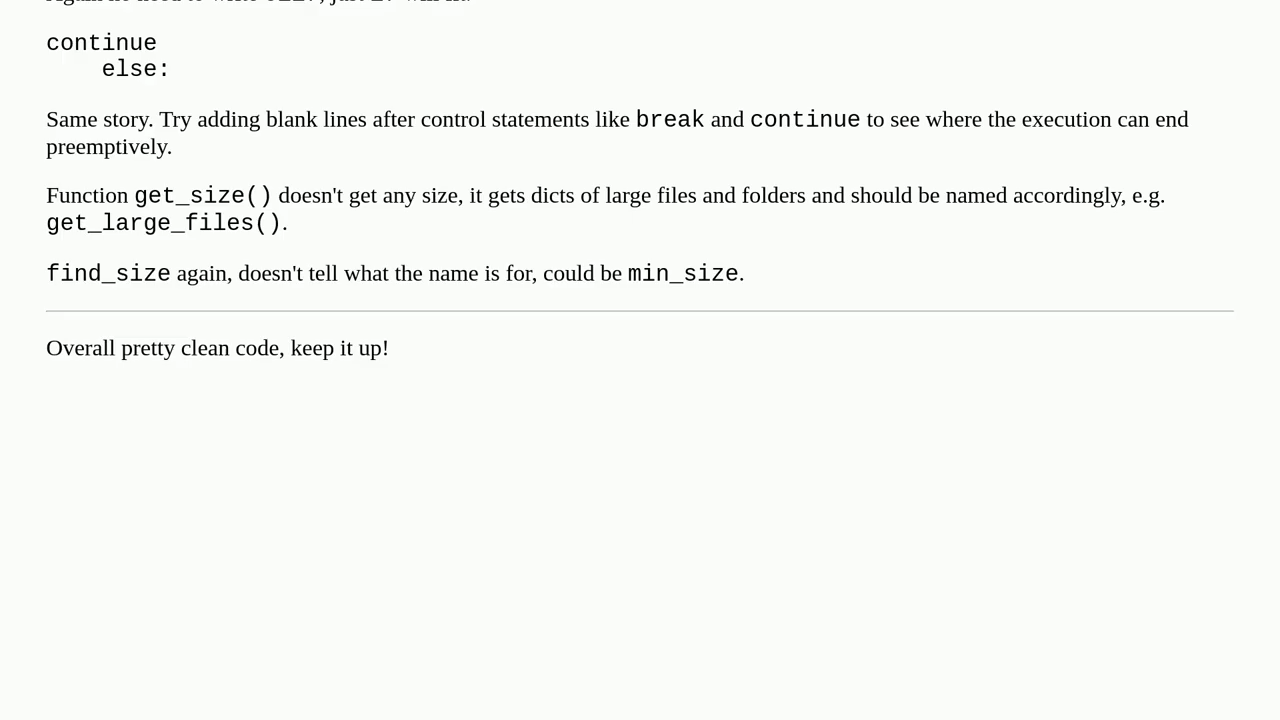 continue
    else:
Same story. Try adding blank lines after control statements like break and continue to see where the execution can end
preemptively.
Function get_size() doesn't get any size, it gets dicts of large files and folders and should be named accordingly, e.g.
get_large_files().
find_size again, doesn't tell what the name is for, could be min_size.
Overall pretty clean code, keep it up!